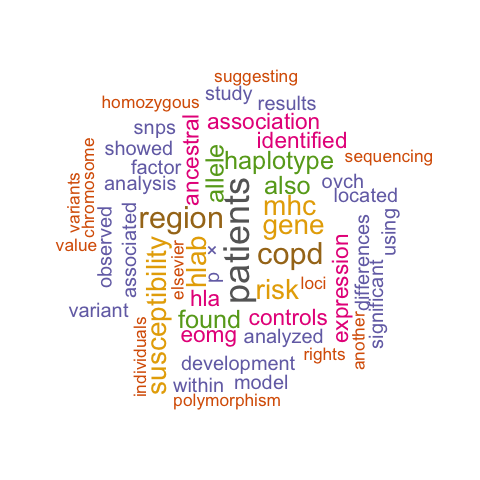 suggesting
study
homozygous
results
snps
ancestral
association
showed
identified
allele
haplotype
sequencing
factor
chromosome
variants
analysis
also
ovch
located
patients
mhc
region
gene
observed
associated
value
susceptibility
hlab
elsevier
p
×
copd
differences
using
significant
expression
risk
loci
hla
variant
found
controls
eomg
analyzed
another
individuals
rights
development
within
model
polymorphism